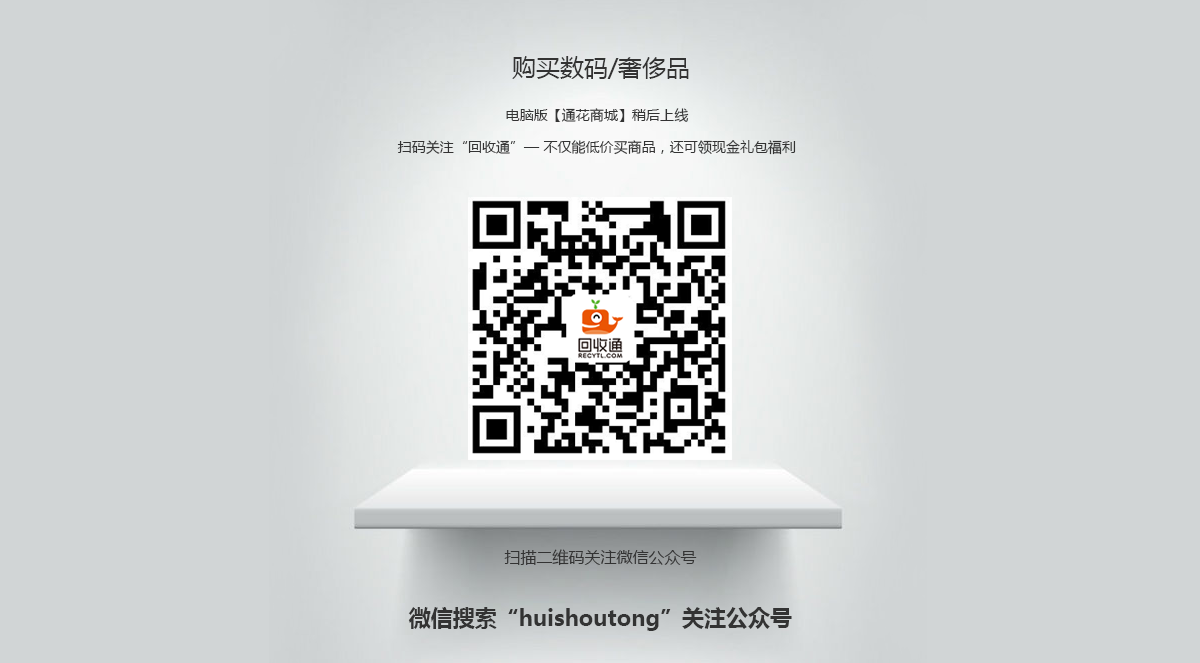 购买数码/奢侈品
电脑版【通花商城】稍后上线
扫码关注“回收通”— 不仅能低价买商品，还可领现金礼包福利
回收通
RECYTL.COM
扫描二维码关注微信公众号
微信搜索“huishoutong”关注公众号